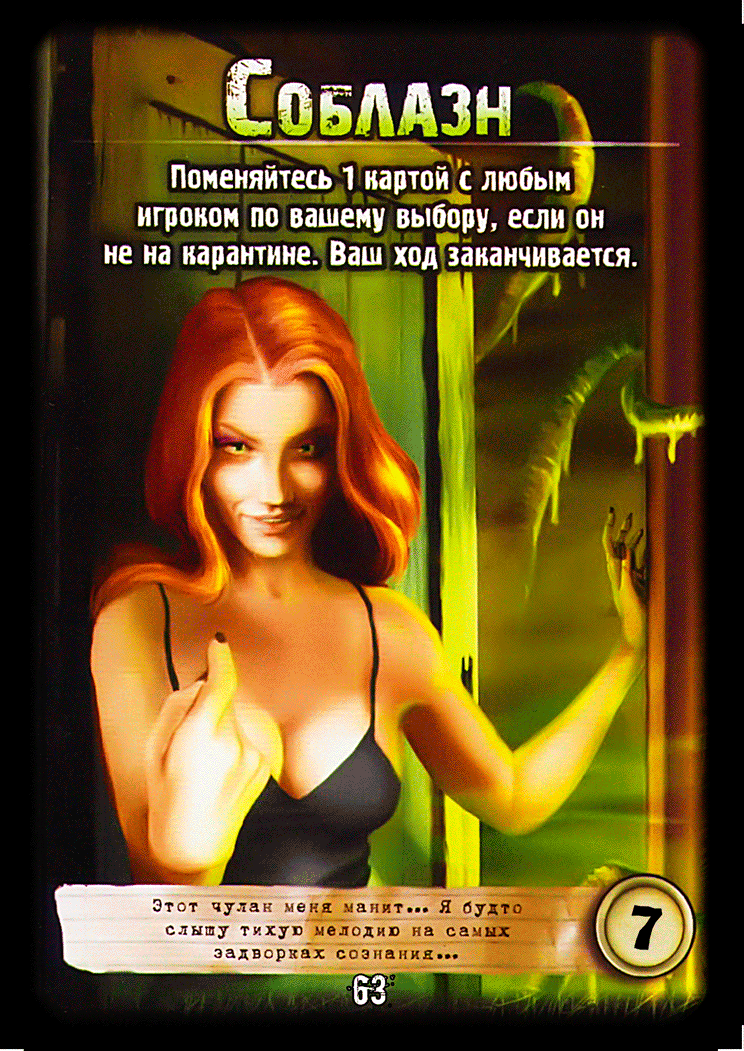 Соблазн
Поменяйтесь 1 картой с любым
игроком по вашему выбору, если он
не на карантине. Ваш ход заканчивается.
Этот чулан меня манит... Я будто
слышу тихую мелодию на самых
задворках сознания...
7
63